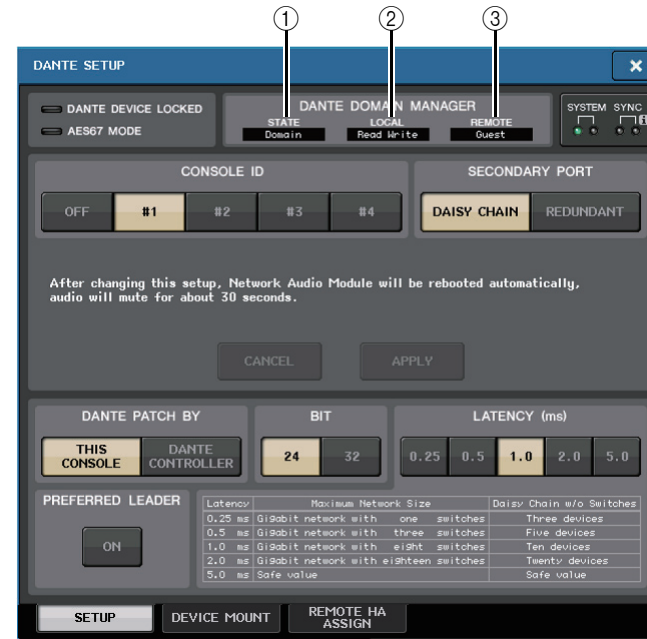 ① ② ③
DANTE SETUP
DANTE DEVICE LOCKED
AES67 MODE
DANTE DOMAIN MANAGER
STATE LOCAL REMOTE
Domain Read Write Guest
SYSTEM SYNC
CONSOLE ID
OFF #1 #2 #3 #4
SECONDARY PORT
DAISY CHAIN REDUNDANT
After changing this setup, Network Audio Module will be rebooted automatically,
audio will mute for about 30 seconds.
CANCEL APPLY
DANTE PATCH BY
THIS CONSOLE DANTE CONTROLLER
BIT
24 32
LATENCY (ms)
0.25 0.5 1.0 2.0 5.0
PREFERRED LEADER
ON
Latency Maximum Network Size Daisy Chain w/o Switches
0.25 ms Gigabit network with one switches Three devices
0.5 ms Gigabit network with three switches Five devices
1.0 ms Gigabit network with eight switches Ten devices
2.0 ms Gigabit network with eighteen switches Twenty devices
5.0 ms Safe value Safe value
SETUP DEVICE MOUNT REMOTE HA ASSIGN